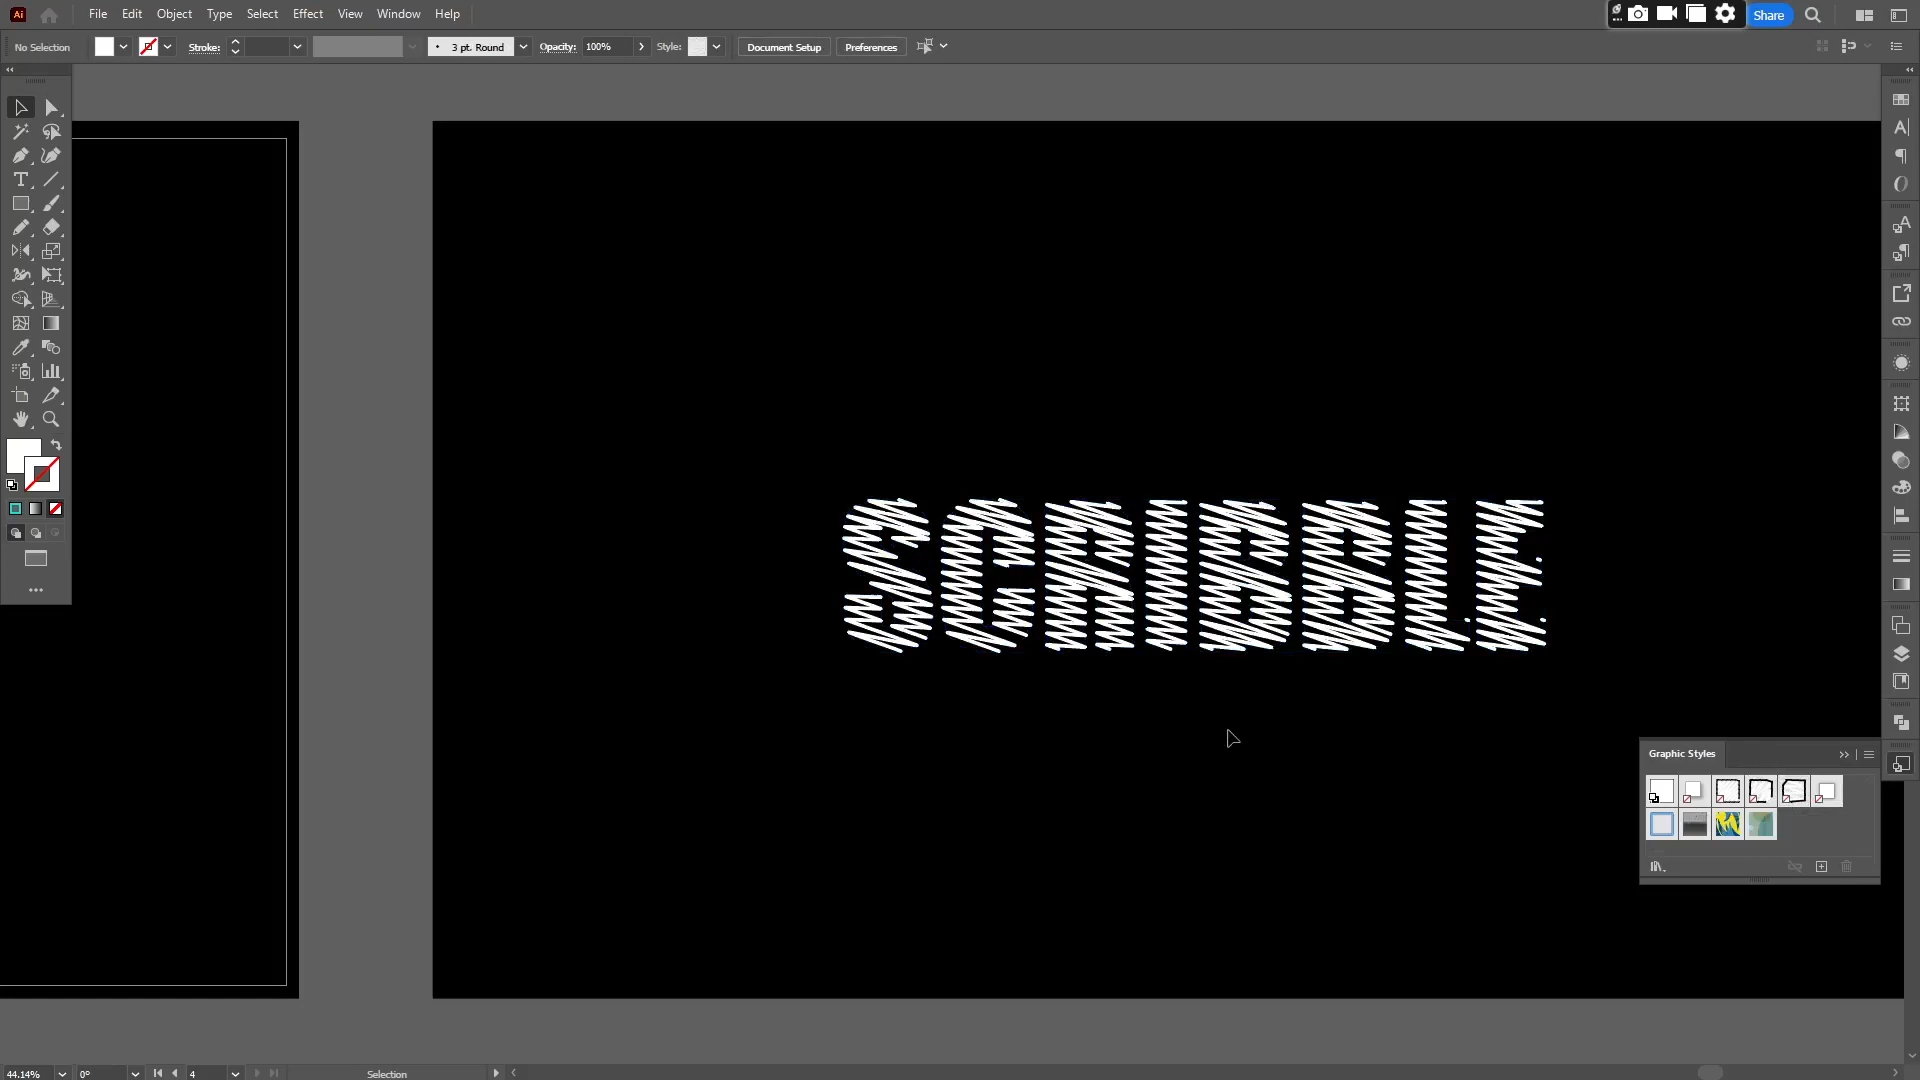 Ai File Edit Object Type Select Effect View Window Help Share
No Selection Stroke: 3 pt. Round Opacity: 100% Style: Document Setup Preferences
SCRIBBLE
Graphic Styles
44.14% 0° 4 Selection